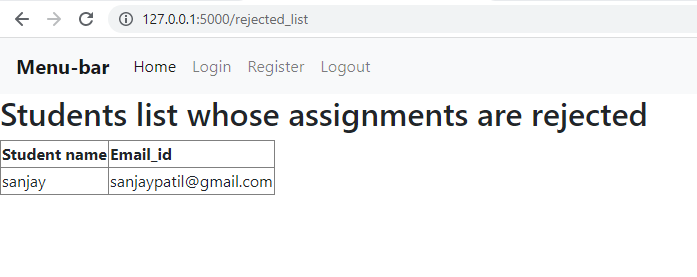 127.0.0.1:5000/rejected_list
Menu-bar Home Login Register Logout
Students list whose assignments are rejected
Student name Email_id
sanjay sanjaypatil@gmail.com